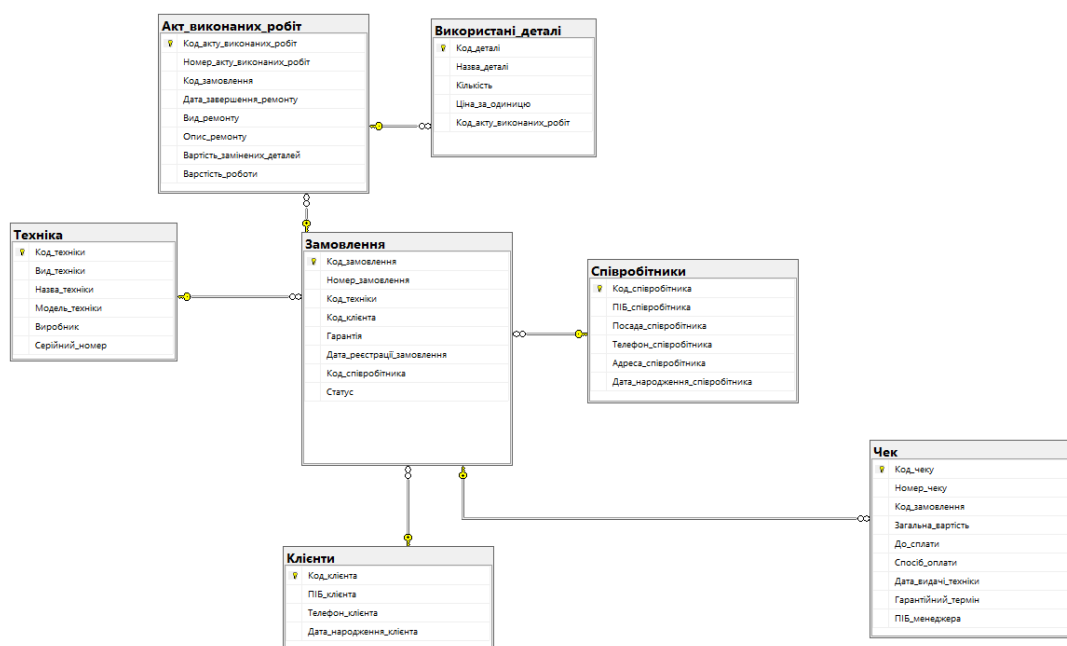 Акт_виконаних_робіт
Код_акту_виконаних_робіт
Номер_акту_виконаних_робіт
Код_замовлення
Дата_завершення_ремонту
Вид_ремонту
Опис_ремонту
Вартість_замінених_деталей
Варстість_роботи
Використані_деталі
Код_деталі
Назва_деталі
Кількість
Ціна_за_одиницю
Код_акту_виконаних_робіт
Техніка
Код_техніки
Вид_техніки
Назва_техніки
Модель_техніки
Виробник
Серійний_номер
Замовлення
Код_замовлення
Номер_замовлення
Код_техніки
Код_клієнта
Гарантія
Дата_реєстрації_замовлення
Код_співробітника
Статус
Співробітники
Код_співробітника
ПІБ_співробітника
Посада_співробітника
Телефон_співробітника
Адреса_співробітника
Дата_народження_співробітника
Чек
Код_чеку
Номер_чеку
Код_замовлення
Загальна_вартість
До_сплати
Спосіб_оплати
Дата_видачі_техніки
Гарантійний_термін
ПІБ_менеджера
Клієнти
Код_клієнта
ПІБ_клієнта
Телефон_клієнта
Дата_народження_клієнта